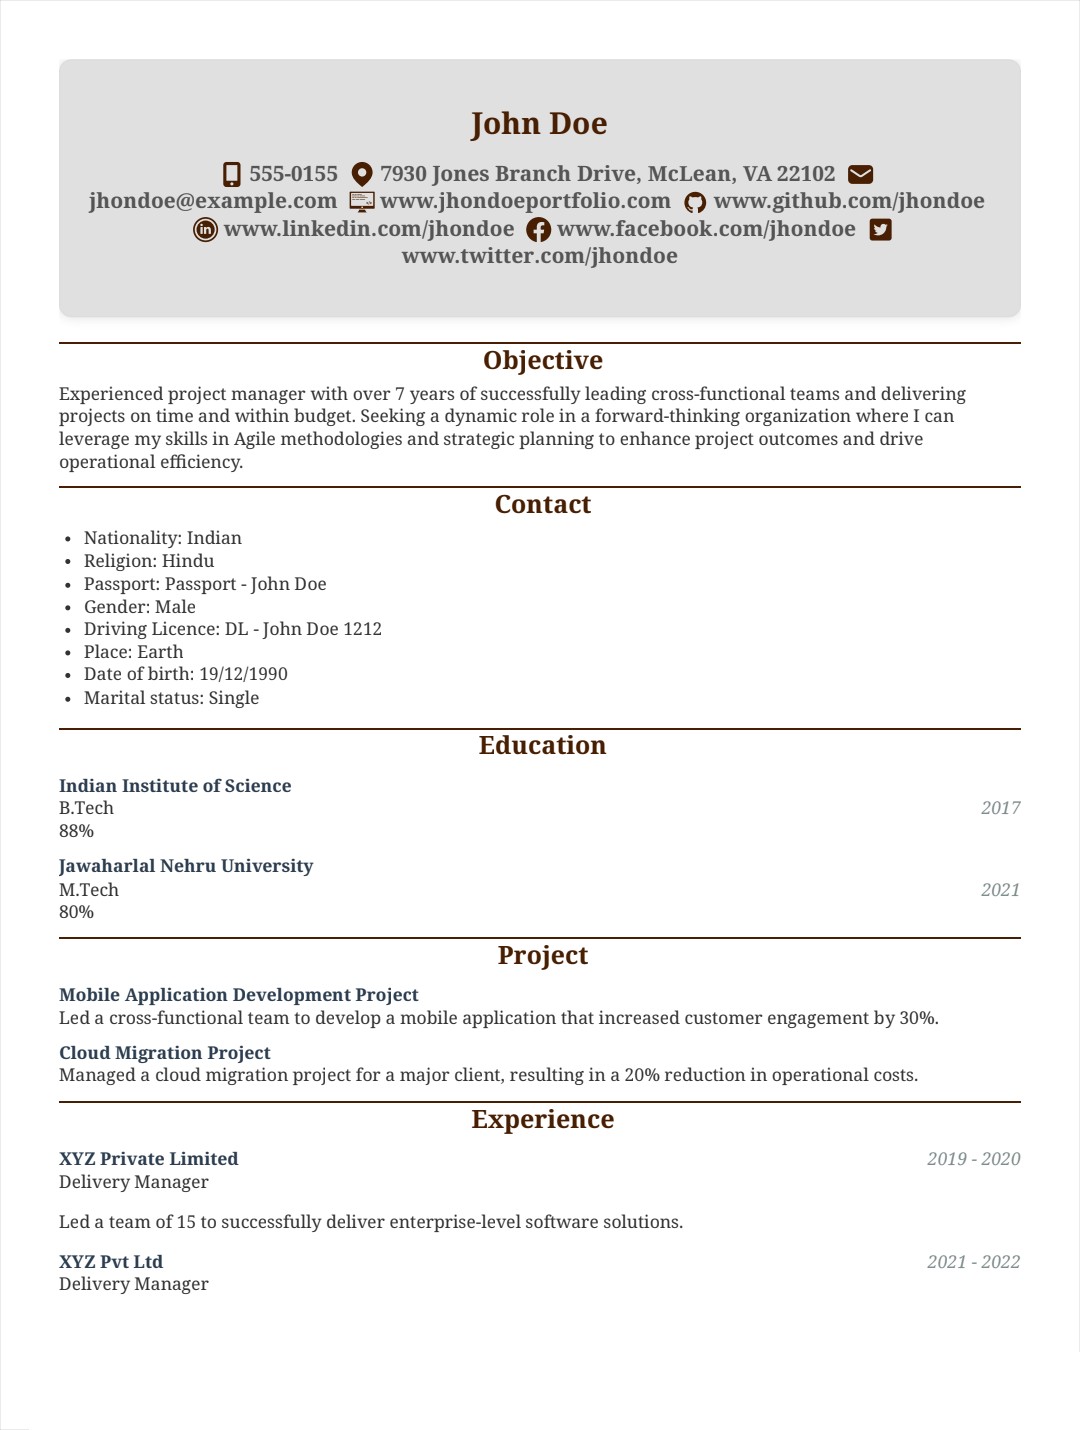 John Doe
555-0155 7930 Jones Branch Drive, McLean, VA 22102
jhondoe@example.com www.jhondoeportfolio.com www.github.com/jhondoe
www.linkedin.com/jhondoe www.facebook.com/jhondoe
www.twitter.com/jhondoe
Objective
Experienced project manager with over 7 years of successfully leading cross-functional teams and delivering
projects on time and within budget. Seeking a dynamic role in a forward-thinking organization where I can
leverage my skills in Agile methodologies and strategic planning to enhance project outcomes and drive
operational efficiency.
Contact
• Nationality: Indian
• Religion: Hindu
• Passport: Passport - John Doe
• Gender: Male
• Driving Licence: DL - John Doe 1212
• Place: Earth
• Date of birth: 19/12/1990
• Marital status: Single
Education
Indian Institute of Science
B.Tech 2017
88%
Jawaharlal Nehru University
M.Tech 2021
80%
Project
Mobile Application Development Project
Led a cross-functional team to develop a mobile application that increased customer engagement by 30%.
Cloud Migration Project
Managed a cloud migration project for a major client, resulting in a 20% reduction in operational costs.
Experience
XYZ Private Limited 2019 - 2020
Delivery Manager
Led a team of 15 to successfully deliver enterprise-level software solutions.
XYZ Pvt Ltd 2021 - 2022
Delivery Manager